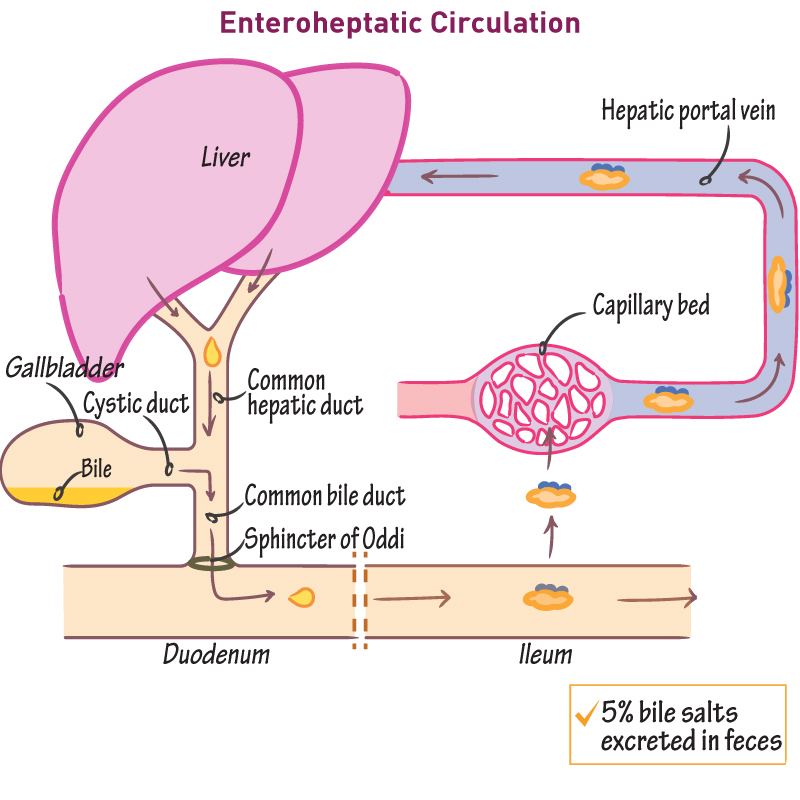 Enteroheptatic Circulation
Hepatic portal vein
Liver
Capillary bed
Gallbladder
Common
hepatic duct
Cystic duct
Bile
Common bile duct
Sphincter of Oddi
Duodenum
Ileum
5% bile salts
excreted in feces